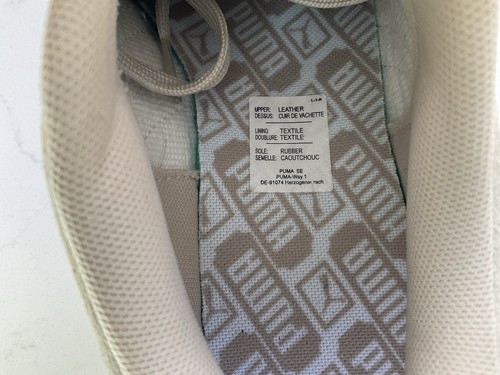 UPPER: LEATHER
DESSUS: CUIR DE VACHETTE
LINING: TEXTILE
DOUBLURE: TEXTILE
SOLE: RUBBER
SEMELLE: CAOUTCHOUC
PUMA SE
PUMA-Way 1
DE-91074 Herzogenaurach
PUMA
PUMA
PUMA
PUMA
PUMA
PUMA
PUMA